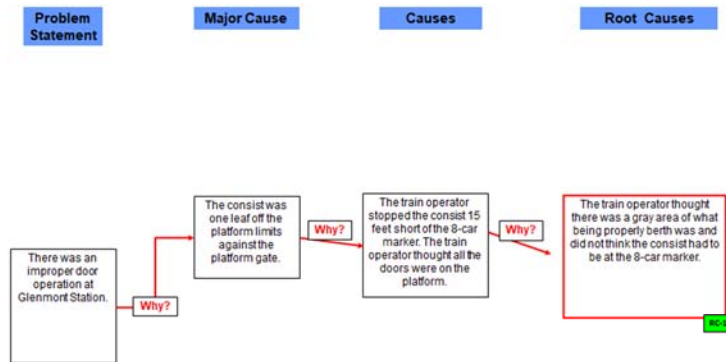 Problem
Statement
Major Cause
Causes
Root Causes
There was an
improper door
operation at
Glenmont Station.
Why?
The consist was
one leaf off the
platform limits
against the
platform gate.
Why?
The train operator
stopped the consist 15
feet short of the 8-car
marker. The train
operator thought all the
doors were on the
platform.
Why?
The train operator thought
there was a gray area of what
being properly berth was and
did not think the consist had to
be at the 8-car marker.